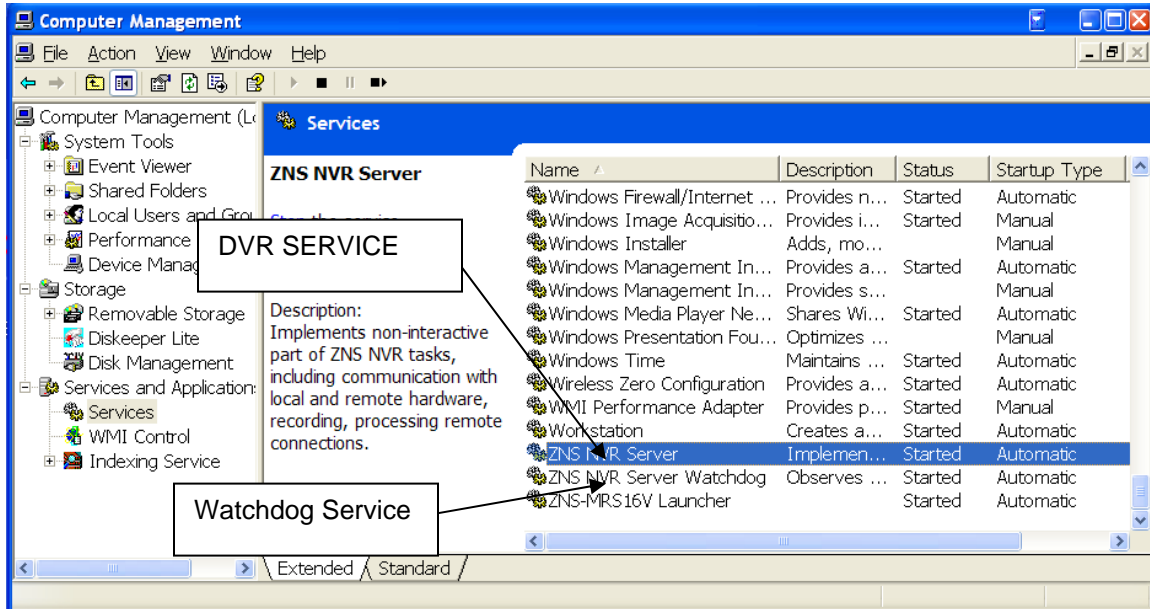 Computer Management
File Action View Window Help
Computer Management (Lo
System Tools
Event Viewer
Shared Folders
Local Users and Grou
Performance
Device Manag
Storage
Removable Storage
Diskeeper Lite
Disk Management
Services and Application
Services
WMI Control
Indexing Service
Services
ZNS NVR Server
Stop the service
DVR SERVICE
Description:
Implements non-interactive
part of ZNS NVR tasks,
including communication with
local and remote hardware,
recording, processing remote
connections.
Watchdog Service
Name Description Status Startup Type
Windows Firewall/Internet ... Provides n... Started Automatic
Windows Image Acquisitio... Provides i... Started Manual
Windows Installer Adds, mo... Manual
Windows Management In... Provides a... Started Automatic
Windows Management In... Provides s... Manual
Windows Media Player Ne... Shares Wi... Started Automatic
Windows Presentation Fou... Optimizes ... Manual
Windows Time Maintains ... Started Automatic
Wireless Zero Configuration Provides a... Started Automatic
WMI Performance Adapter Provides p... Started Manual
Workstation Creates a... Started Automatic
ZNS NVR Server Implemen... Started Automatic
ZNS NVR Server Watchdog Observes ... Started Automatic
ZNS-MRS16V Launcher Started Automatic
Extended Standard